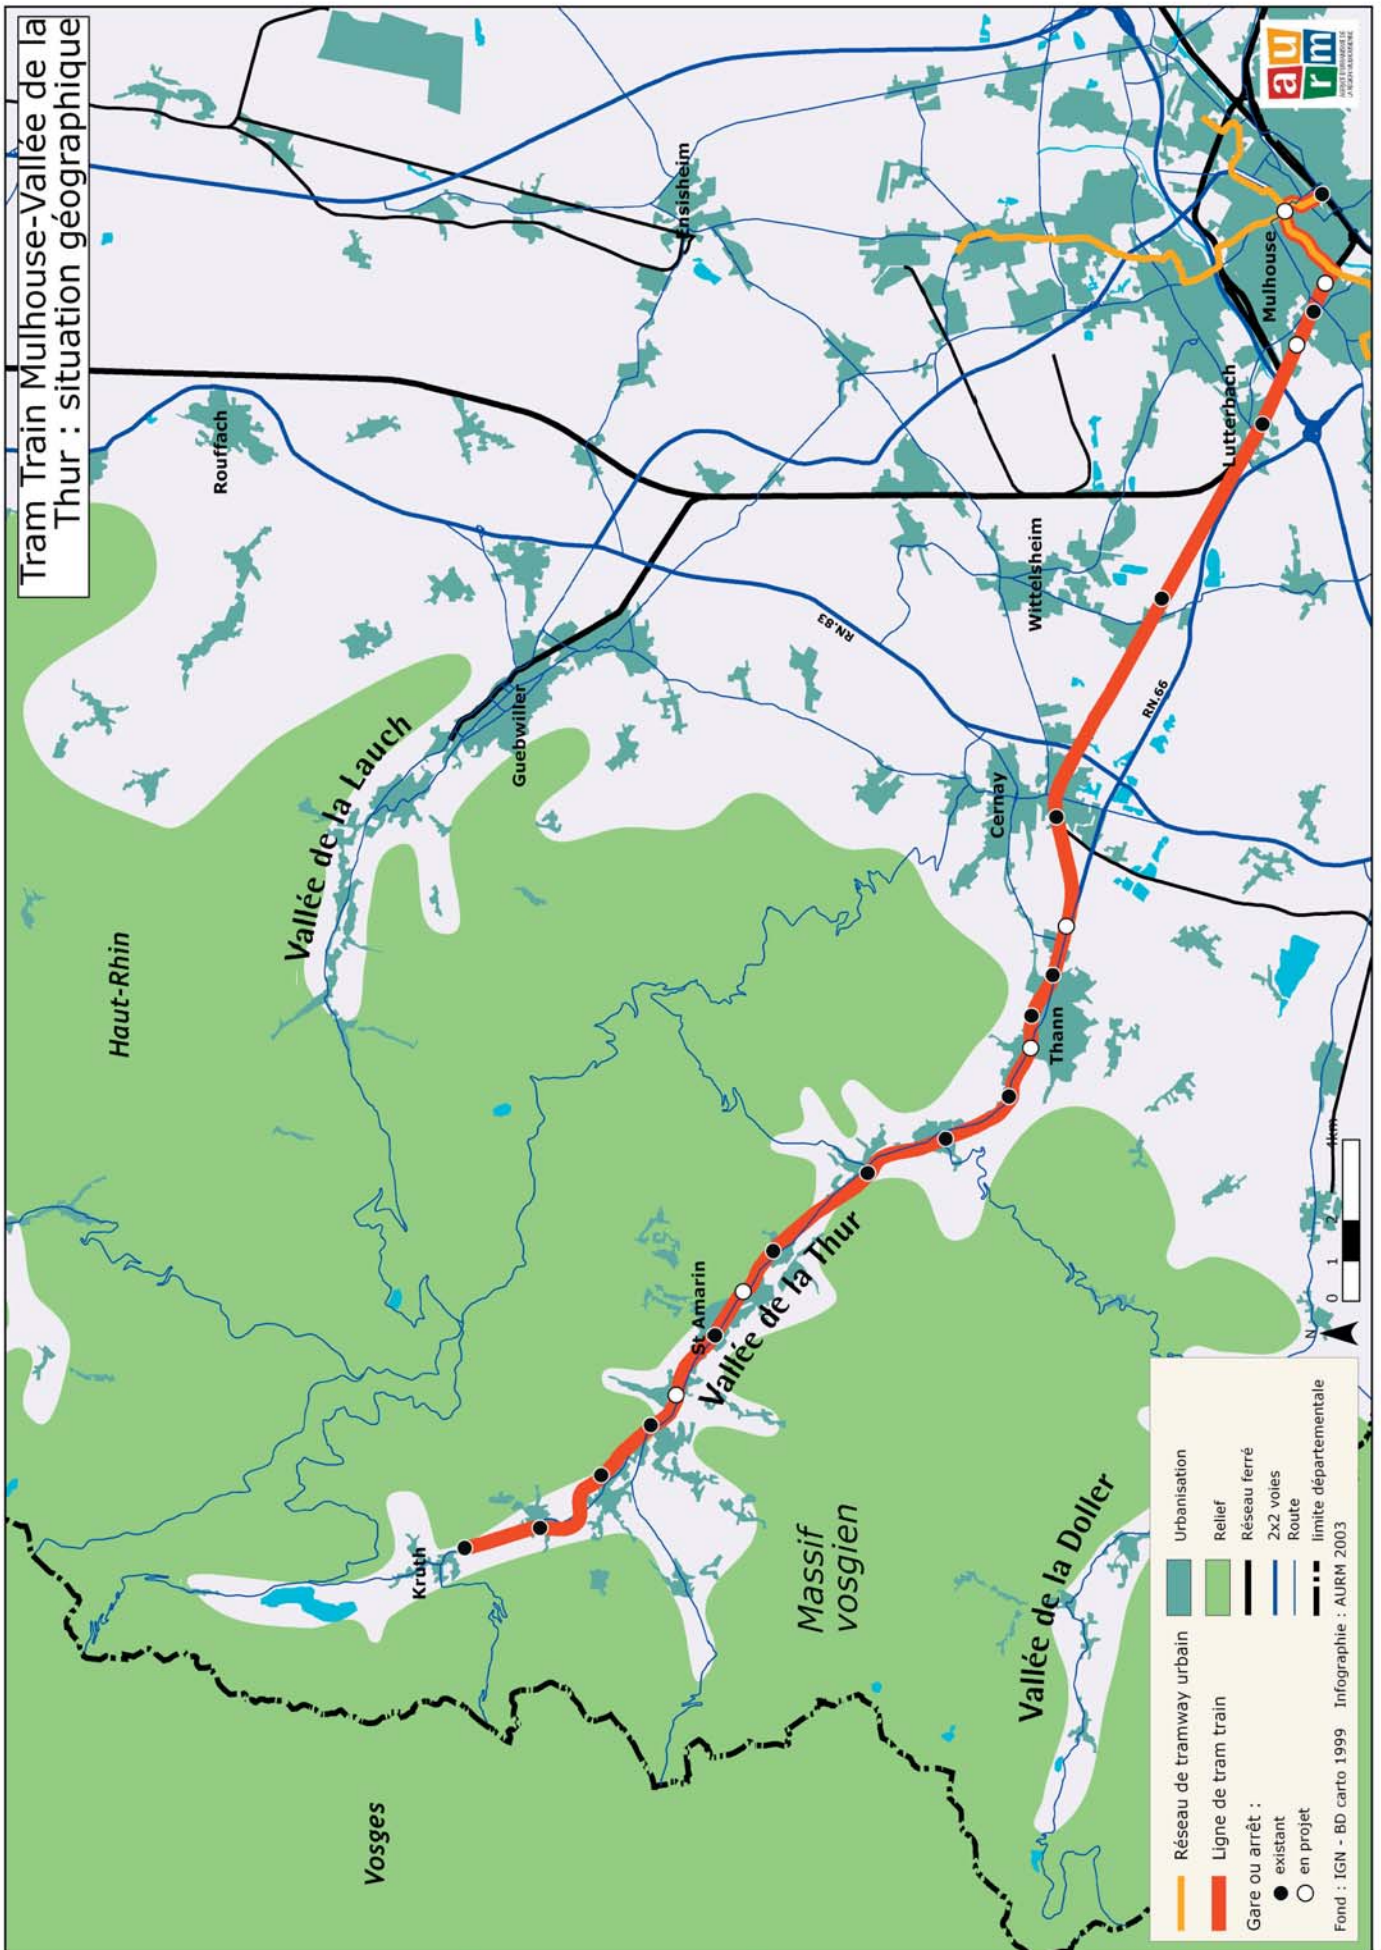 Tram Train Mulhouse-Vallée de la
Thur : situation géographique
Haut-Rhin
Rouffach
Vallée de la Lauch
Guebwiller
Ensisheim
Vosges
Kruth
St Amarin
Vallée de la Thur
Massif
vosgien
RN.83
Cernay
Wittelsheim
Thann
RN.66
Lutterbach
Mulhouse
Vallée de la Doller
Réseau de tramway urbain
Ligne de tram train
Gare ou arrêt :
existant
en projet
Urbanisation
Relief
Réseau ferré
2x2 voies
Route
limite départementale
Fond : IGN - BD carto 1999 Infographie : AURM 2003
N
0 1 2 4km
au
rm